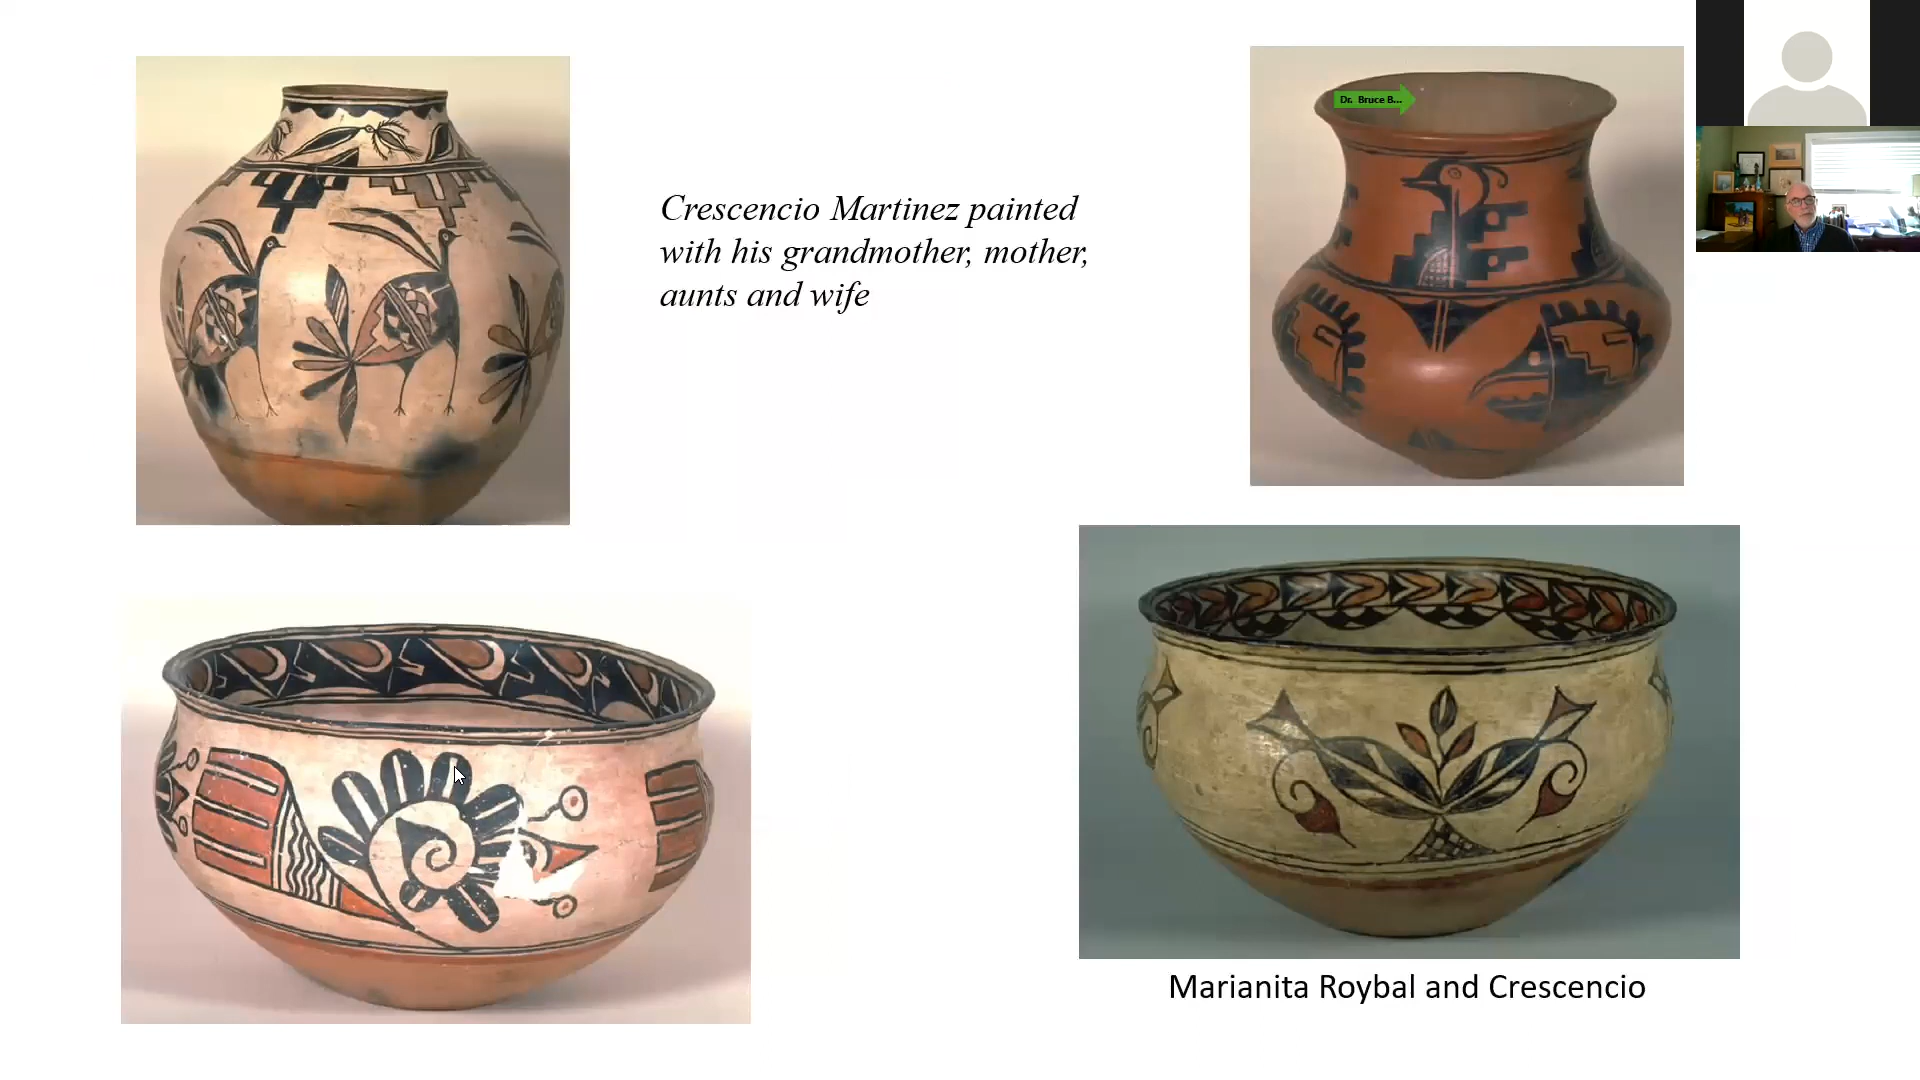 Crescencio Martinez painted
with his grandmother, mother,
aunts and wife
Dr. Bruce B...
Marianita Roybal and Crescencio